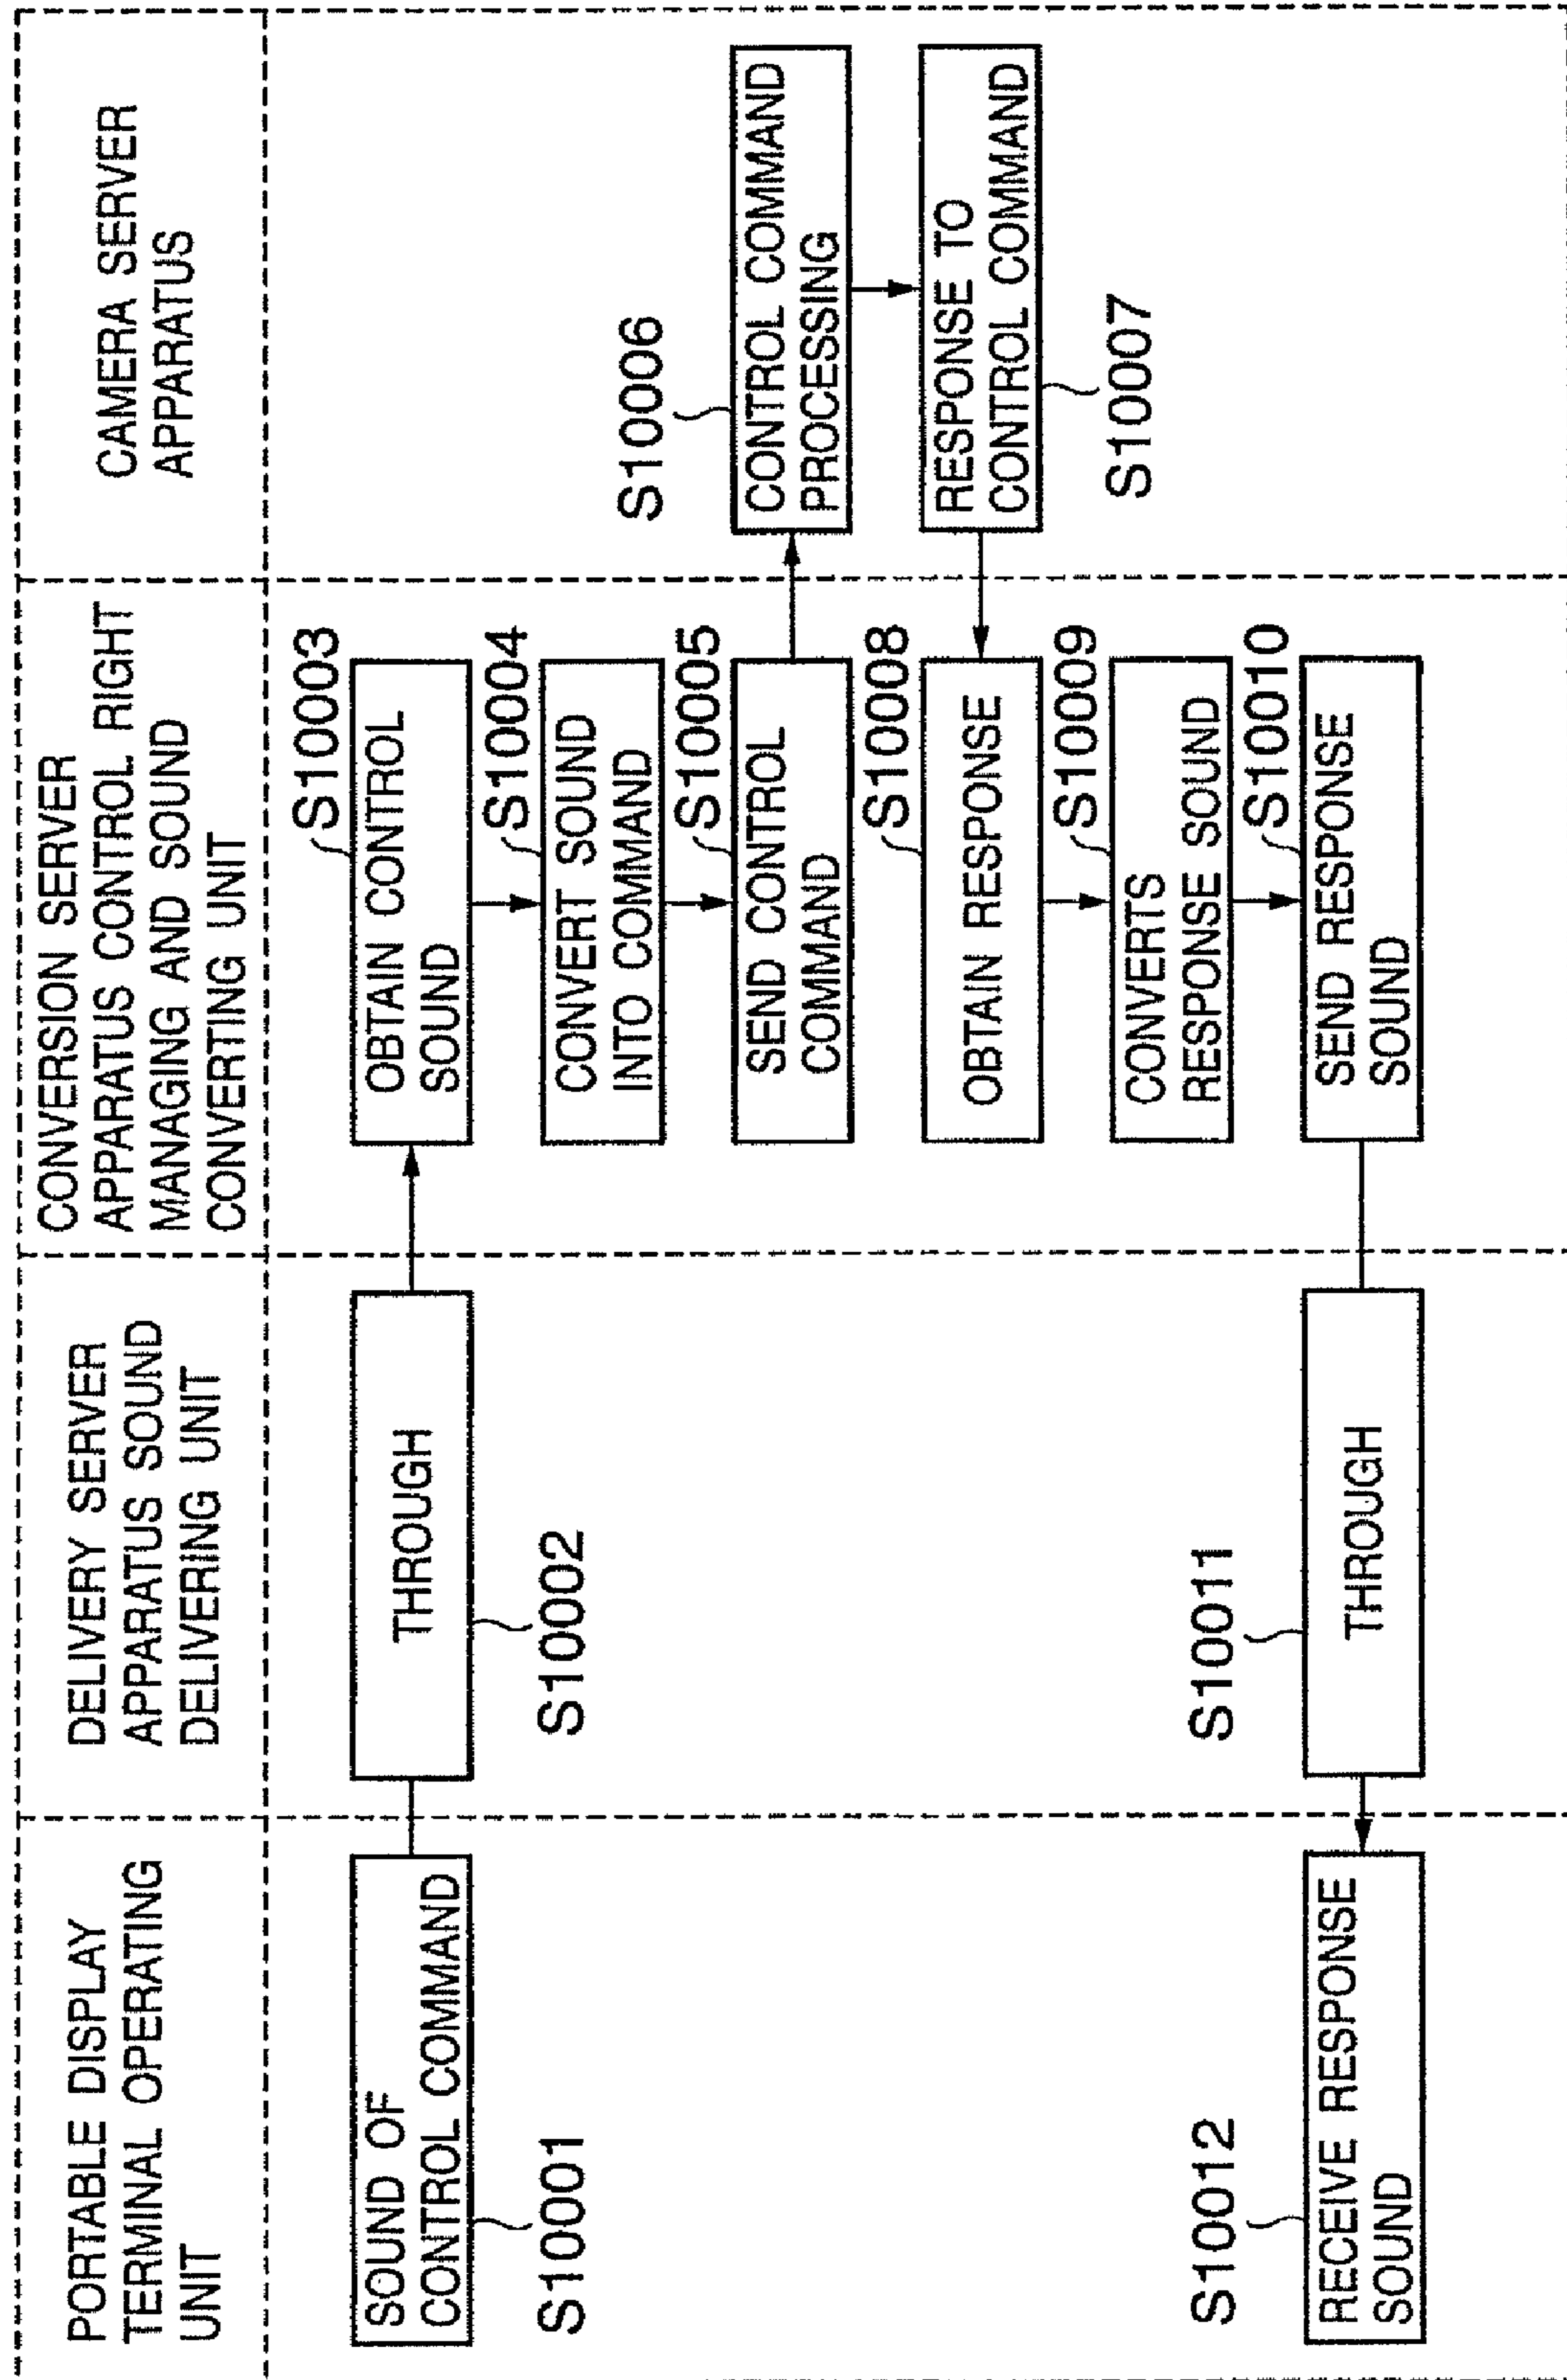 PORTABLE DISPLAY
TERMINAL OPERATING
UNIT
DELIVERY SERVER
APPARATUS SOUND
DELIVERING UNIT
CONVERSION SERVER
APPARATUS CONTROL RIGHT
MANAGING AND SOUND
CONVERTING UNIT
CAMERA SERVER
APPARATUS
SOUND OF
CONTROL COMMAND
S10001
THROUGH
S10002
S10003
OBTAIN CONTROL
SOUND
S10004
CONVERT SOUND
INTO COMMAND
S10005
SEND CONTROL
COMMAND
S10006
CONTROL COMMAND
PROCESSING
RESPONSE TO
CONTROL COMMAND
S10007
S10008
OBTAIN RESPONSE
S10009
CONVERTS
RESPONSE SOUND
S10010
SEND RESPONSE
SOUND
S10011
THROUGH
S10012
RECEIVE RESPONSE
SOUND